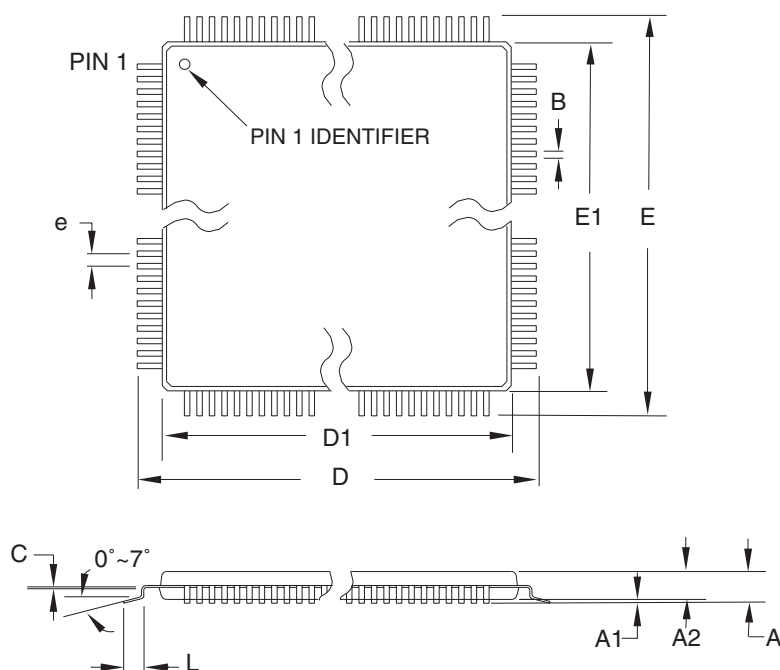 PIN 1
PIN 1 IDENTIFIER
B
e
E1
E
D1
D
C
0˚~7˚
L
A1
A2
A